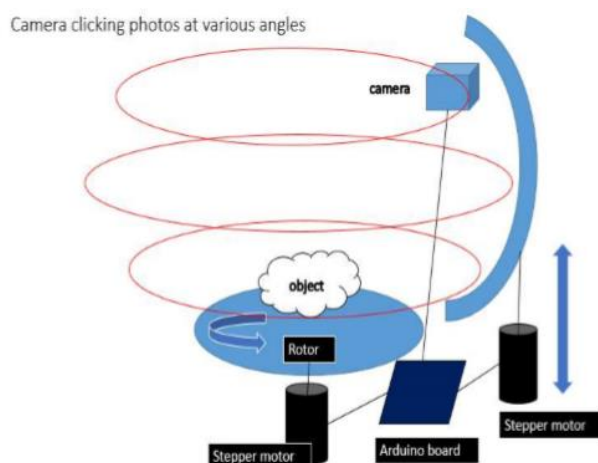 Camera clicking photos at various angles
camera
object
Rotor
Stepper motor
Arduino board
Stepper motor